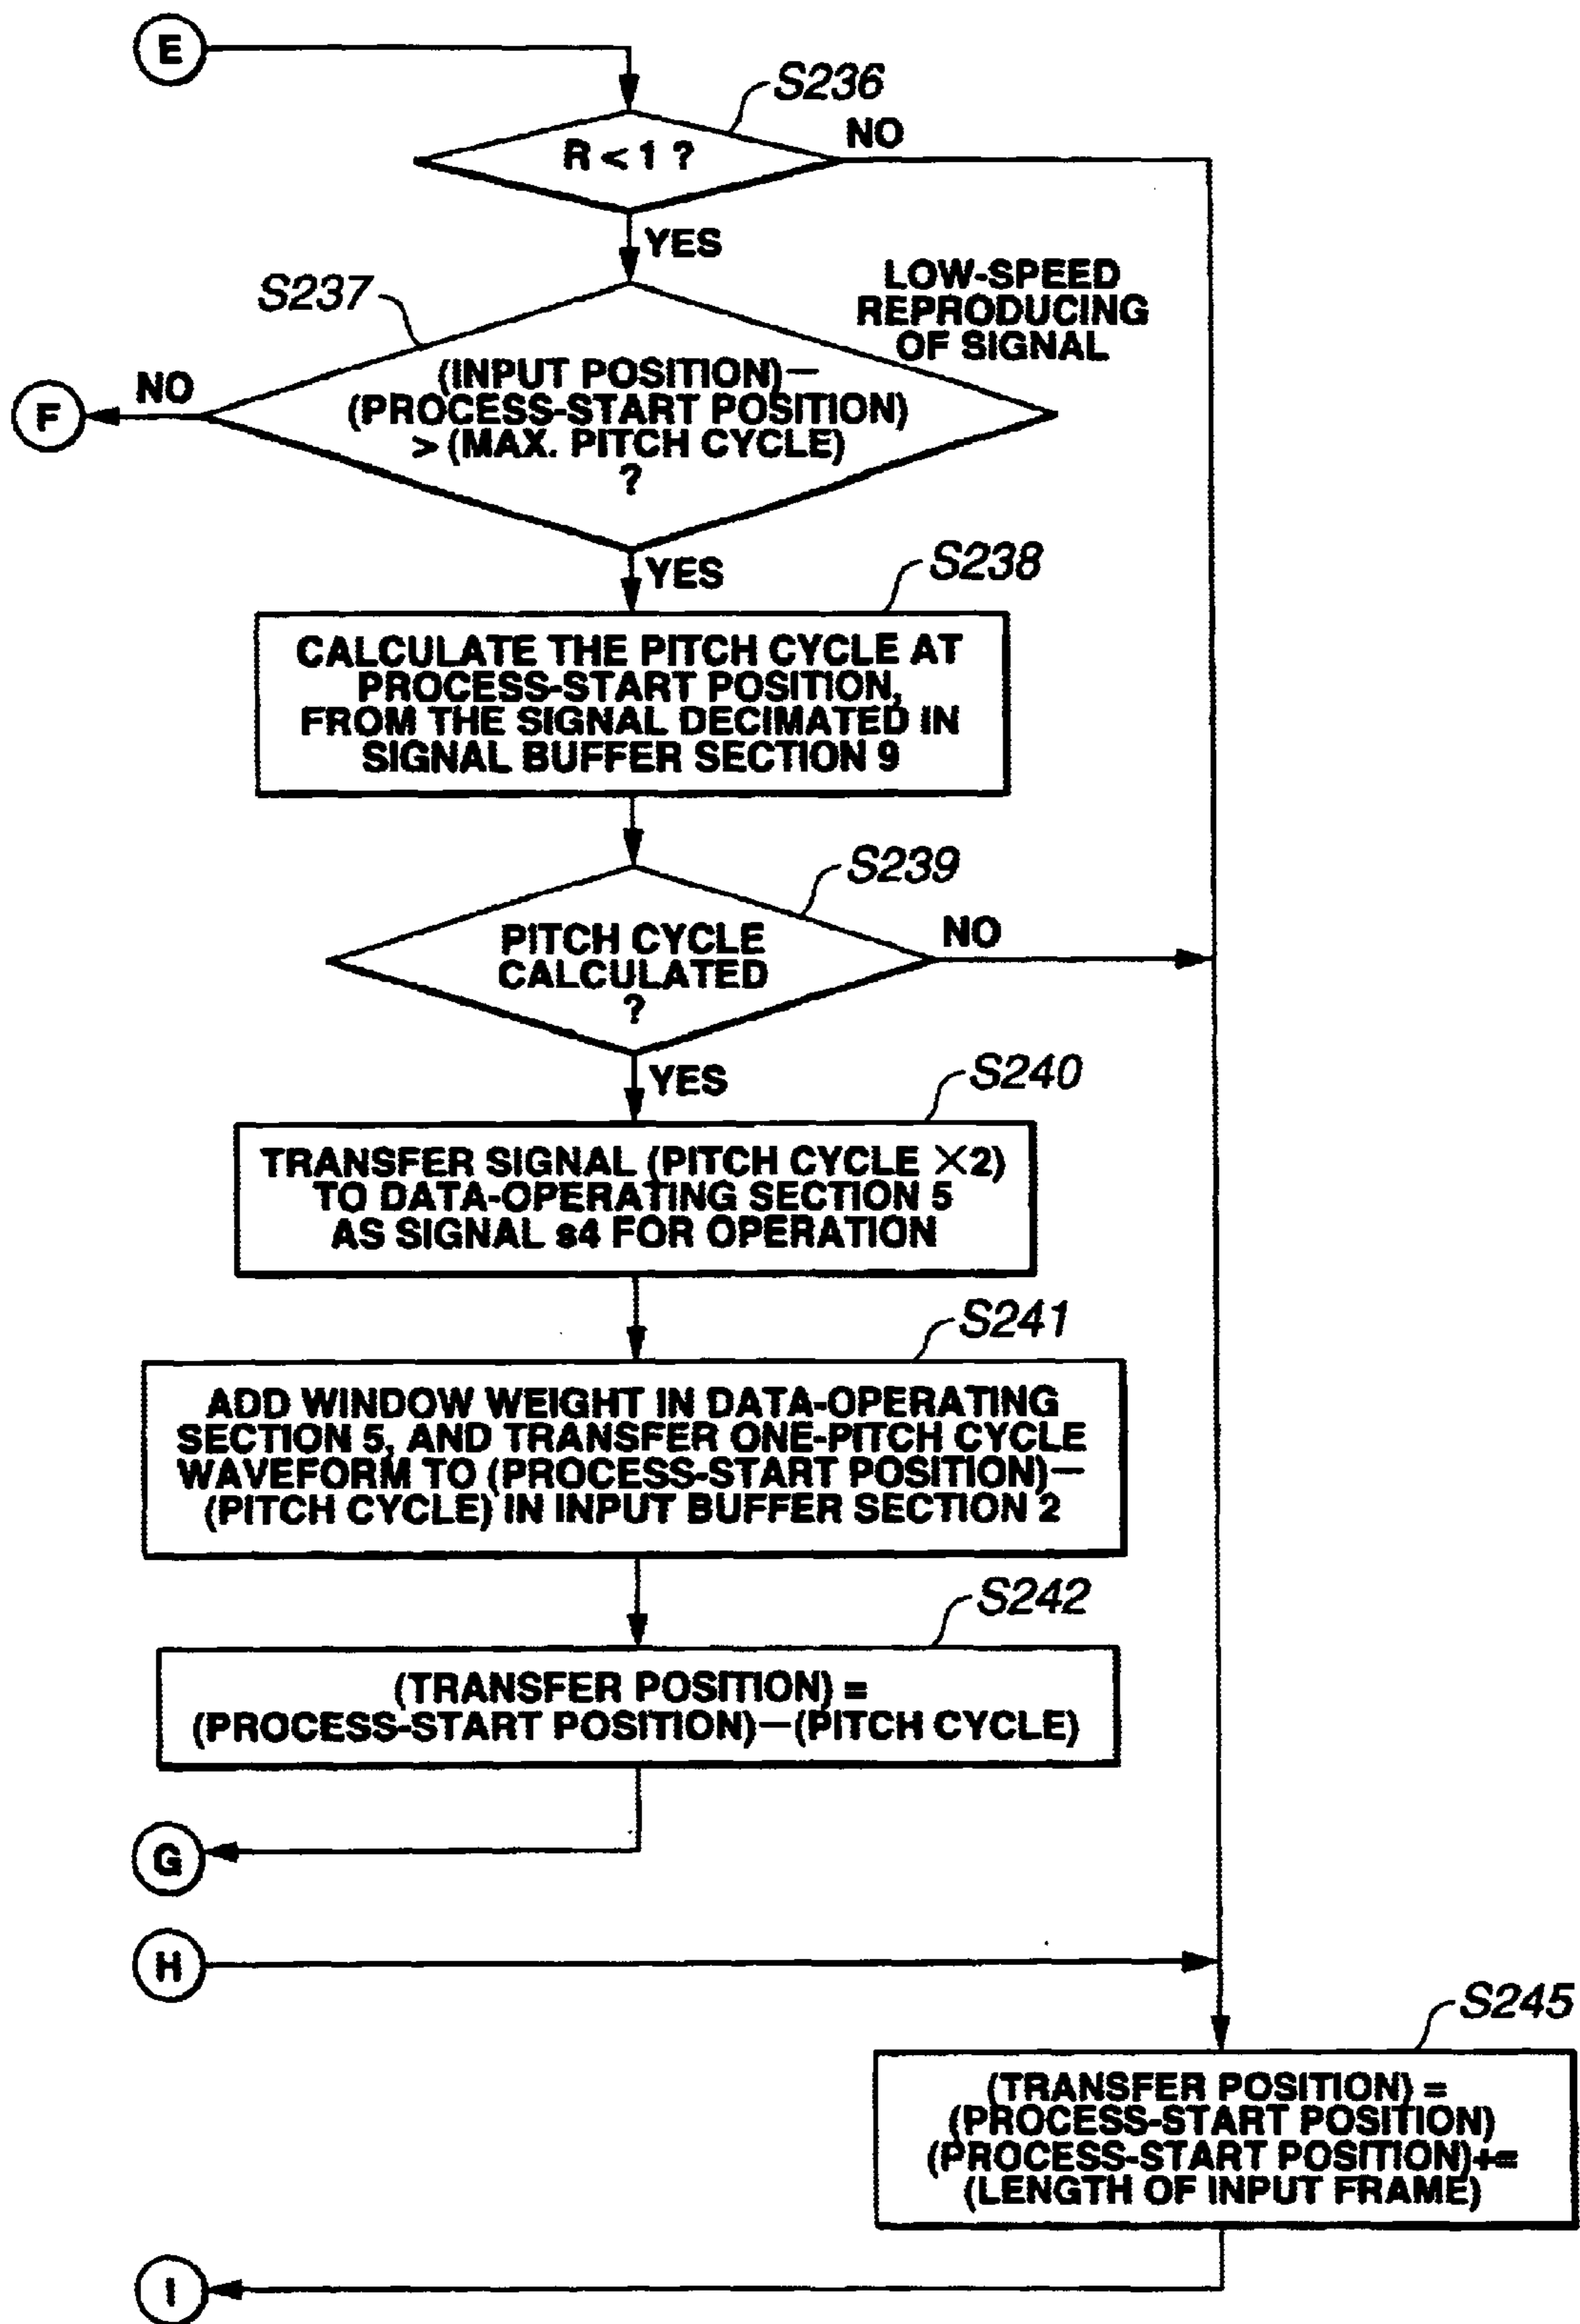 E
S236
R < 1 ?
NO
YES
S237
LOW-SPEED
REPRODUCING
OF SIGNAL
(INPUT POSITION)—
(PROCESS-START POSITION)
> (MAX. PITCH CYCLE)
?
NO
F
YES
S238
CALCULATE THE PITCH CYCLE AT
PROCESS-START POSITION,
FROM THE SIGNAL DECIMATED IN
SIGNAL BUFFER SECTION 9
S239
PITCH CYCLE
CALCULATED
?
NO
YES
S240
TRANSFER SIGNAL (PITCH CYCLE ×2)
TO DATA-OPERATING SECTION 5
AS SIGNAL s4 FOR OPERATION
S241
ADD WINDOW WEIGHT IN DATA-OPERATING
SECTION 5, AND TRANSFER ONE-PITCH CYCLE
WAVEFORM TO (PROCESS-START POSITION)—
(PITCH CYCLE) IN INPUT BUFFER SECTION 2
S242
(TRANSFER POSITION) =
(PROCESS-START POSITION)—(PITCH CYCLE)
G
H
S245
(TRANSFER POSITION) =
(PROCESS-START POSITION)
(PROCESS-START POSITION)+=
(LENGTH OF INPUT FRAME)
I